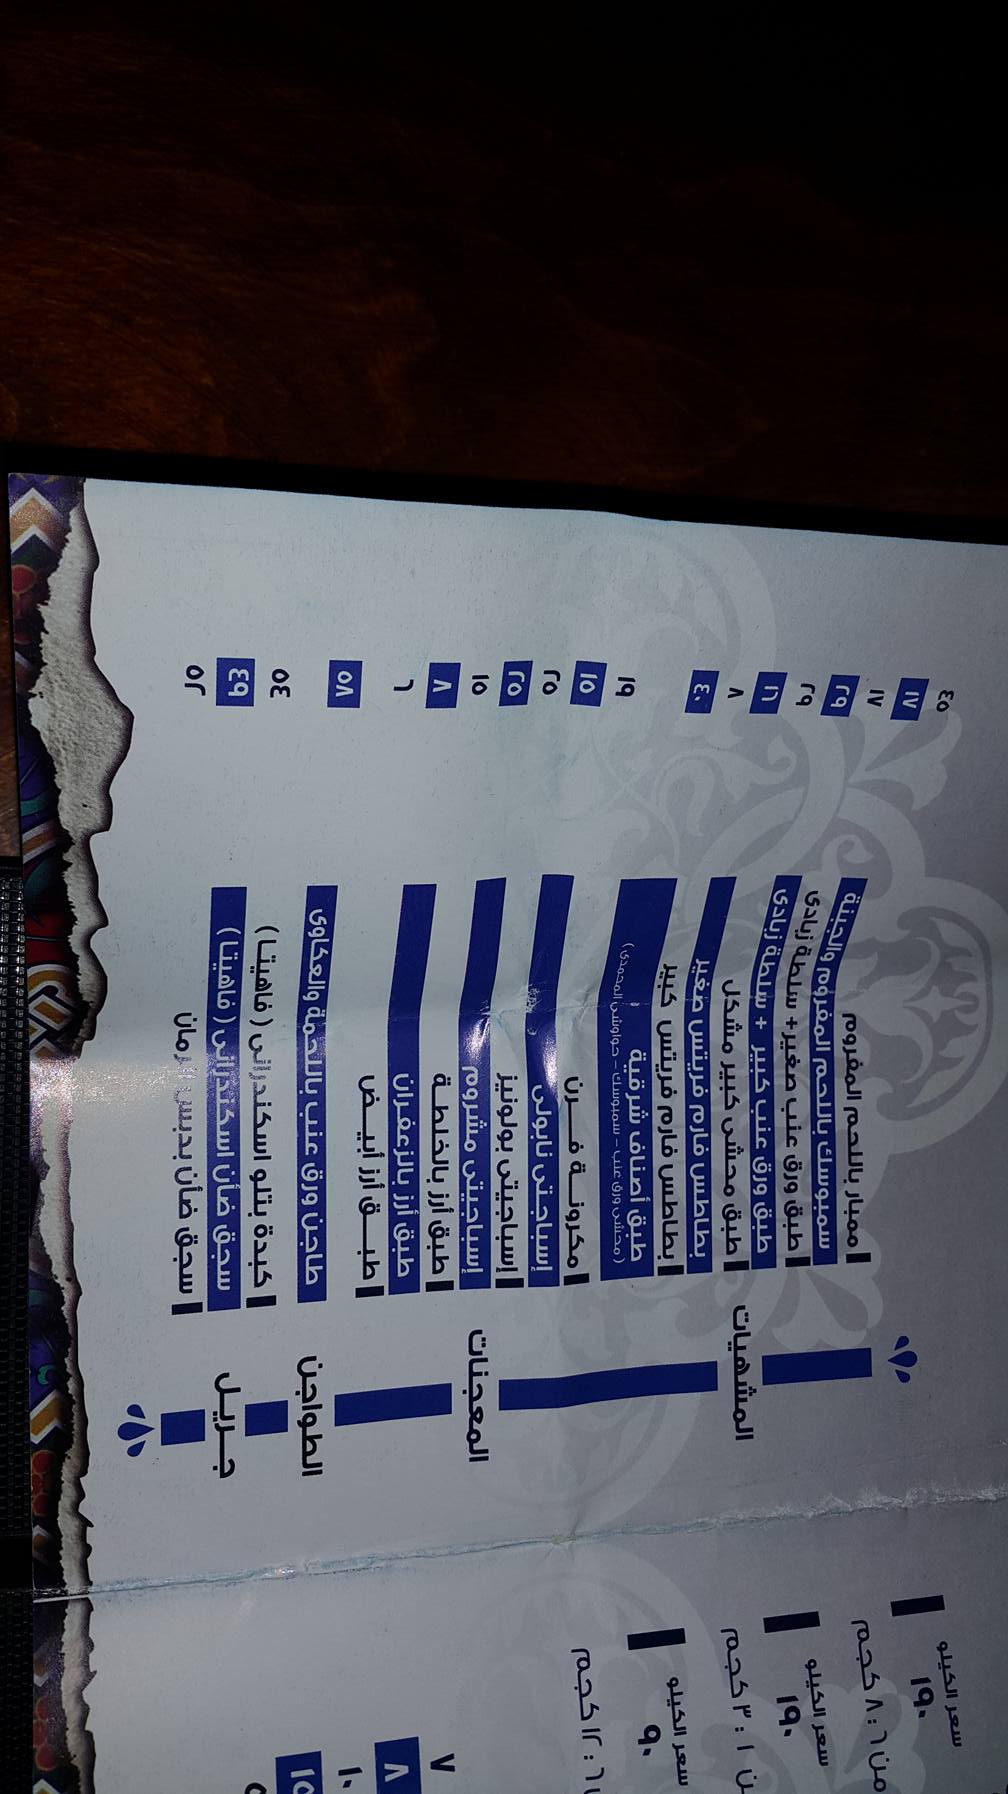 سعر الكيلو
١٩٠
من ٦ : ٨ كجم
سعر الكيلو
١٩٠
١ : ٣ كجم
سعر الكيلو
٩٠
٦ : ١٢ كجم
٧
٨
١٠
١٥
المشهيات
ممبار باللحم المفروم ٤٥
سمبوسك باللحم المفروم والجبنة ١٧
طبق ورق عنب صغير+ سلطة زبادى ١٧
طبق ورق عنب كبير + سلطة زبادى ٢٩
طبق محشى كبير مشكل ٢٩
بطاطس فارم فريتس صغير ١٦
بطاطس فارم فريتس كبير ٨
طبق أصناف شرقية ٤٠
( محشى ورق عنب - سمبوسك - حواوشى المحمدى )
المعجنات
مكرونة فرن ١٩
إسباجتى نابولى ١٥
إسباجيتى بولونيز ٢٥
إسباجيتى مشروم ٢٥
طبق أرز بالخلطة ١٥
طبق أرز بالزعفران ٨
طبق أرز أبيض ٦
الطواجن
طاجن ورق عنب باللحمة والعكاوى ٥٨
جريل
كبدة بتلو اسكندرانى ( فاهيتا ) ٥٤
سجق ضأن اسكندرانى ( فاهيتا ) ٤٩
سجق ضأن بدبس الرمان ٥٢